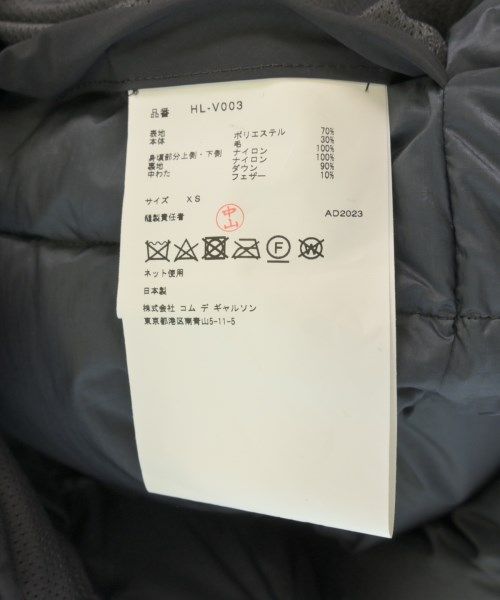 品番 HL-V003
表地
本体 ポリエステル 70%
毛 30%
身頃部分上側・下側 ナイロン 100%
裏地 ナイロン 100%
中わた ダウン 90%
フェザー 10%
サイズ XS
縫製責任者 中山 AD2023
ネット使用
日本製
株式会社 コム デ ギャルソン
東京都港区南青山5-11-5